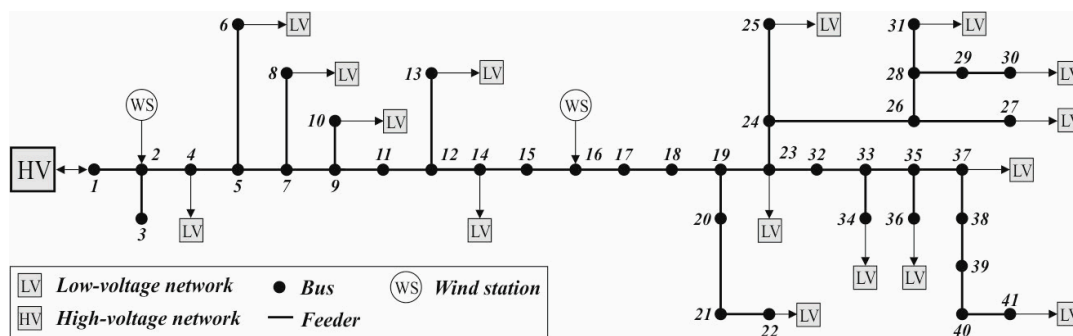 6 LV 25 LV 31 LV
8 LV 13 LV 28 29 30 LV
WS 10 LV WS 24 26 27 LV
HV 1 2 4 5 7 9 11 12 14 15 16 17 18 19 23 32 33 35 37 LV
3 LV LV 20 LV 34 36 38
LV LV 39
LV Low-voltage network Bus WS Wind station
HV High-voltage network Feeder 21 22 LV 40 41 LV